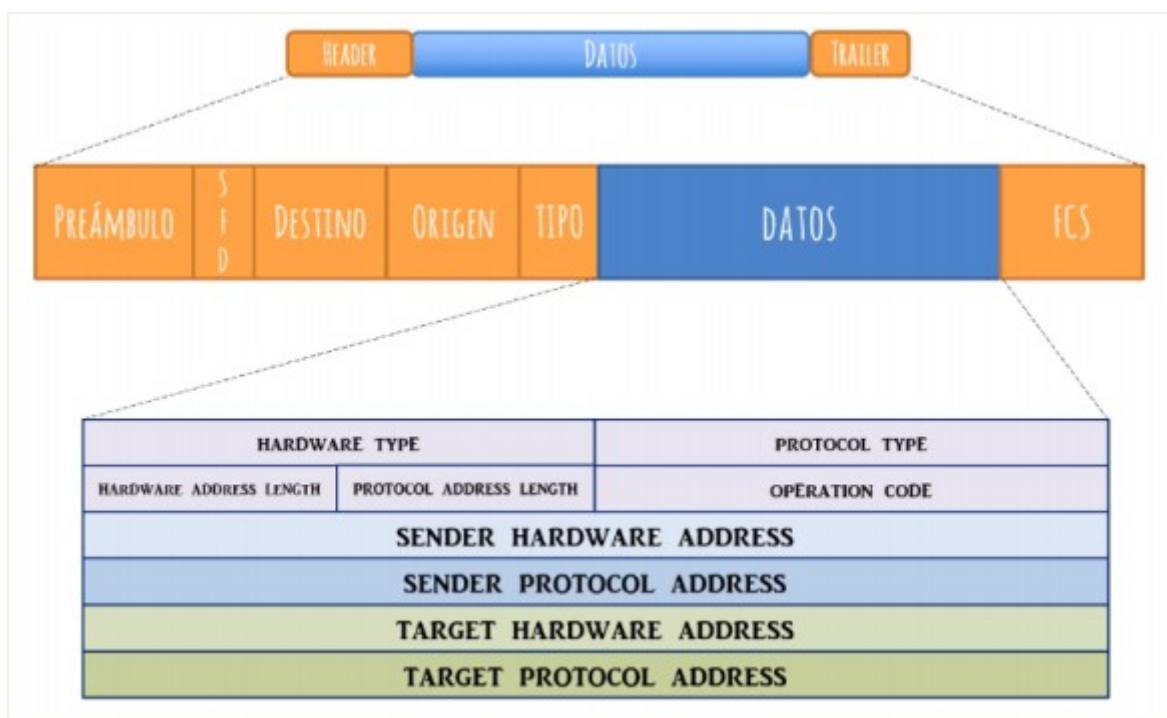 HEADER DATOS TRAILER
PREÁMBULO SFD DESTINO ORIGEN TIPO DATOS FCS
HARDWARE TYPE PROTOCOL TYPE
HARDWARE ADDRESS LENGTH PROTOCOL ADDRESS LENGTH OPERATION CODE
SENDER HARDWARE ADDRESS
SENDER PROTOCOL ADDRESS
TARGET HARDWARE ADDRESS
TARGET PROTOCOL ADDRESS